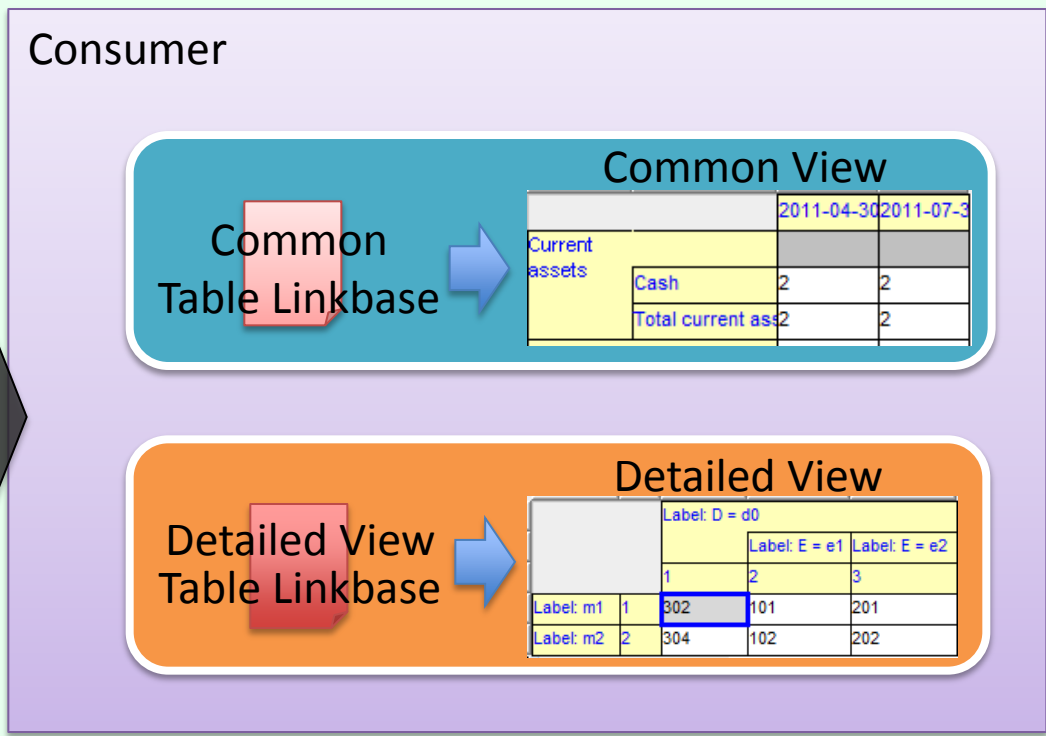 Consumer
Common View
Common
Table Linkbase
2011-04-30 2011-07-3
Current
assets
Cash 2 2
Total current ass 2 2
Detailed View
Detailed View
Table Linkbase
Label: D = d0
Label: E = e1 Label: E = e2
1 2 3
Label: m1 1 302 101 201
Label: m2 2 304 102 202